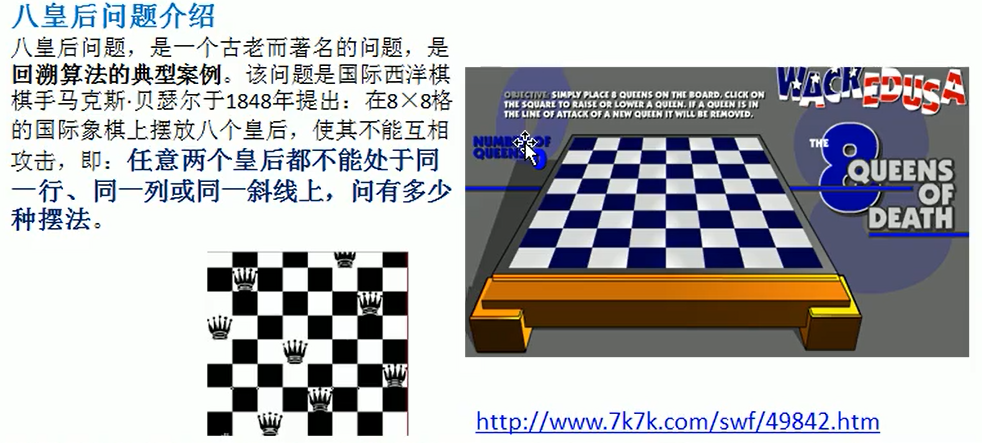 八皇后问题介绍
八皇后问题，是一个古老而著名的问题，是
回溯算法的典型案例。该问题是国际西洋棋
棋手马克斯·贝瑟尔于1848年提出：在8×8格
的国际象棋上摆放八个皇后，使其不能互相
攻击，即：任意两个皇后都不能处于同
一行、同一列或同一斜线上，问有多少
种摆法。
WACKEDUSA
OBJECTIVE: SIMPLY PLACE 8 QUEENS ON THE BOARD. CLICK ON
THE SQUARE TO RAISE OR LOWER A QUEEN. IF A QUEEN IS IN
THE LINE OF ATTACK OF A NEW QUEEN IT WILL BE REMOVED.
THE 8 QUEENS
OF
DEATH
http://www.7k7k.com/swf/49842.htm